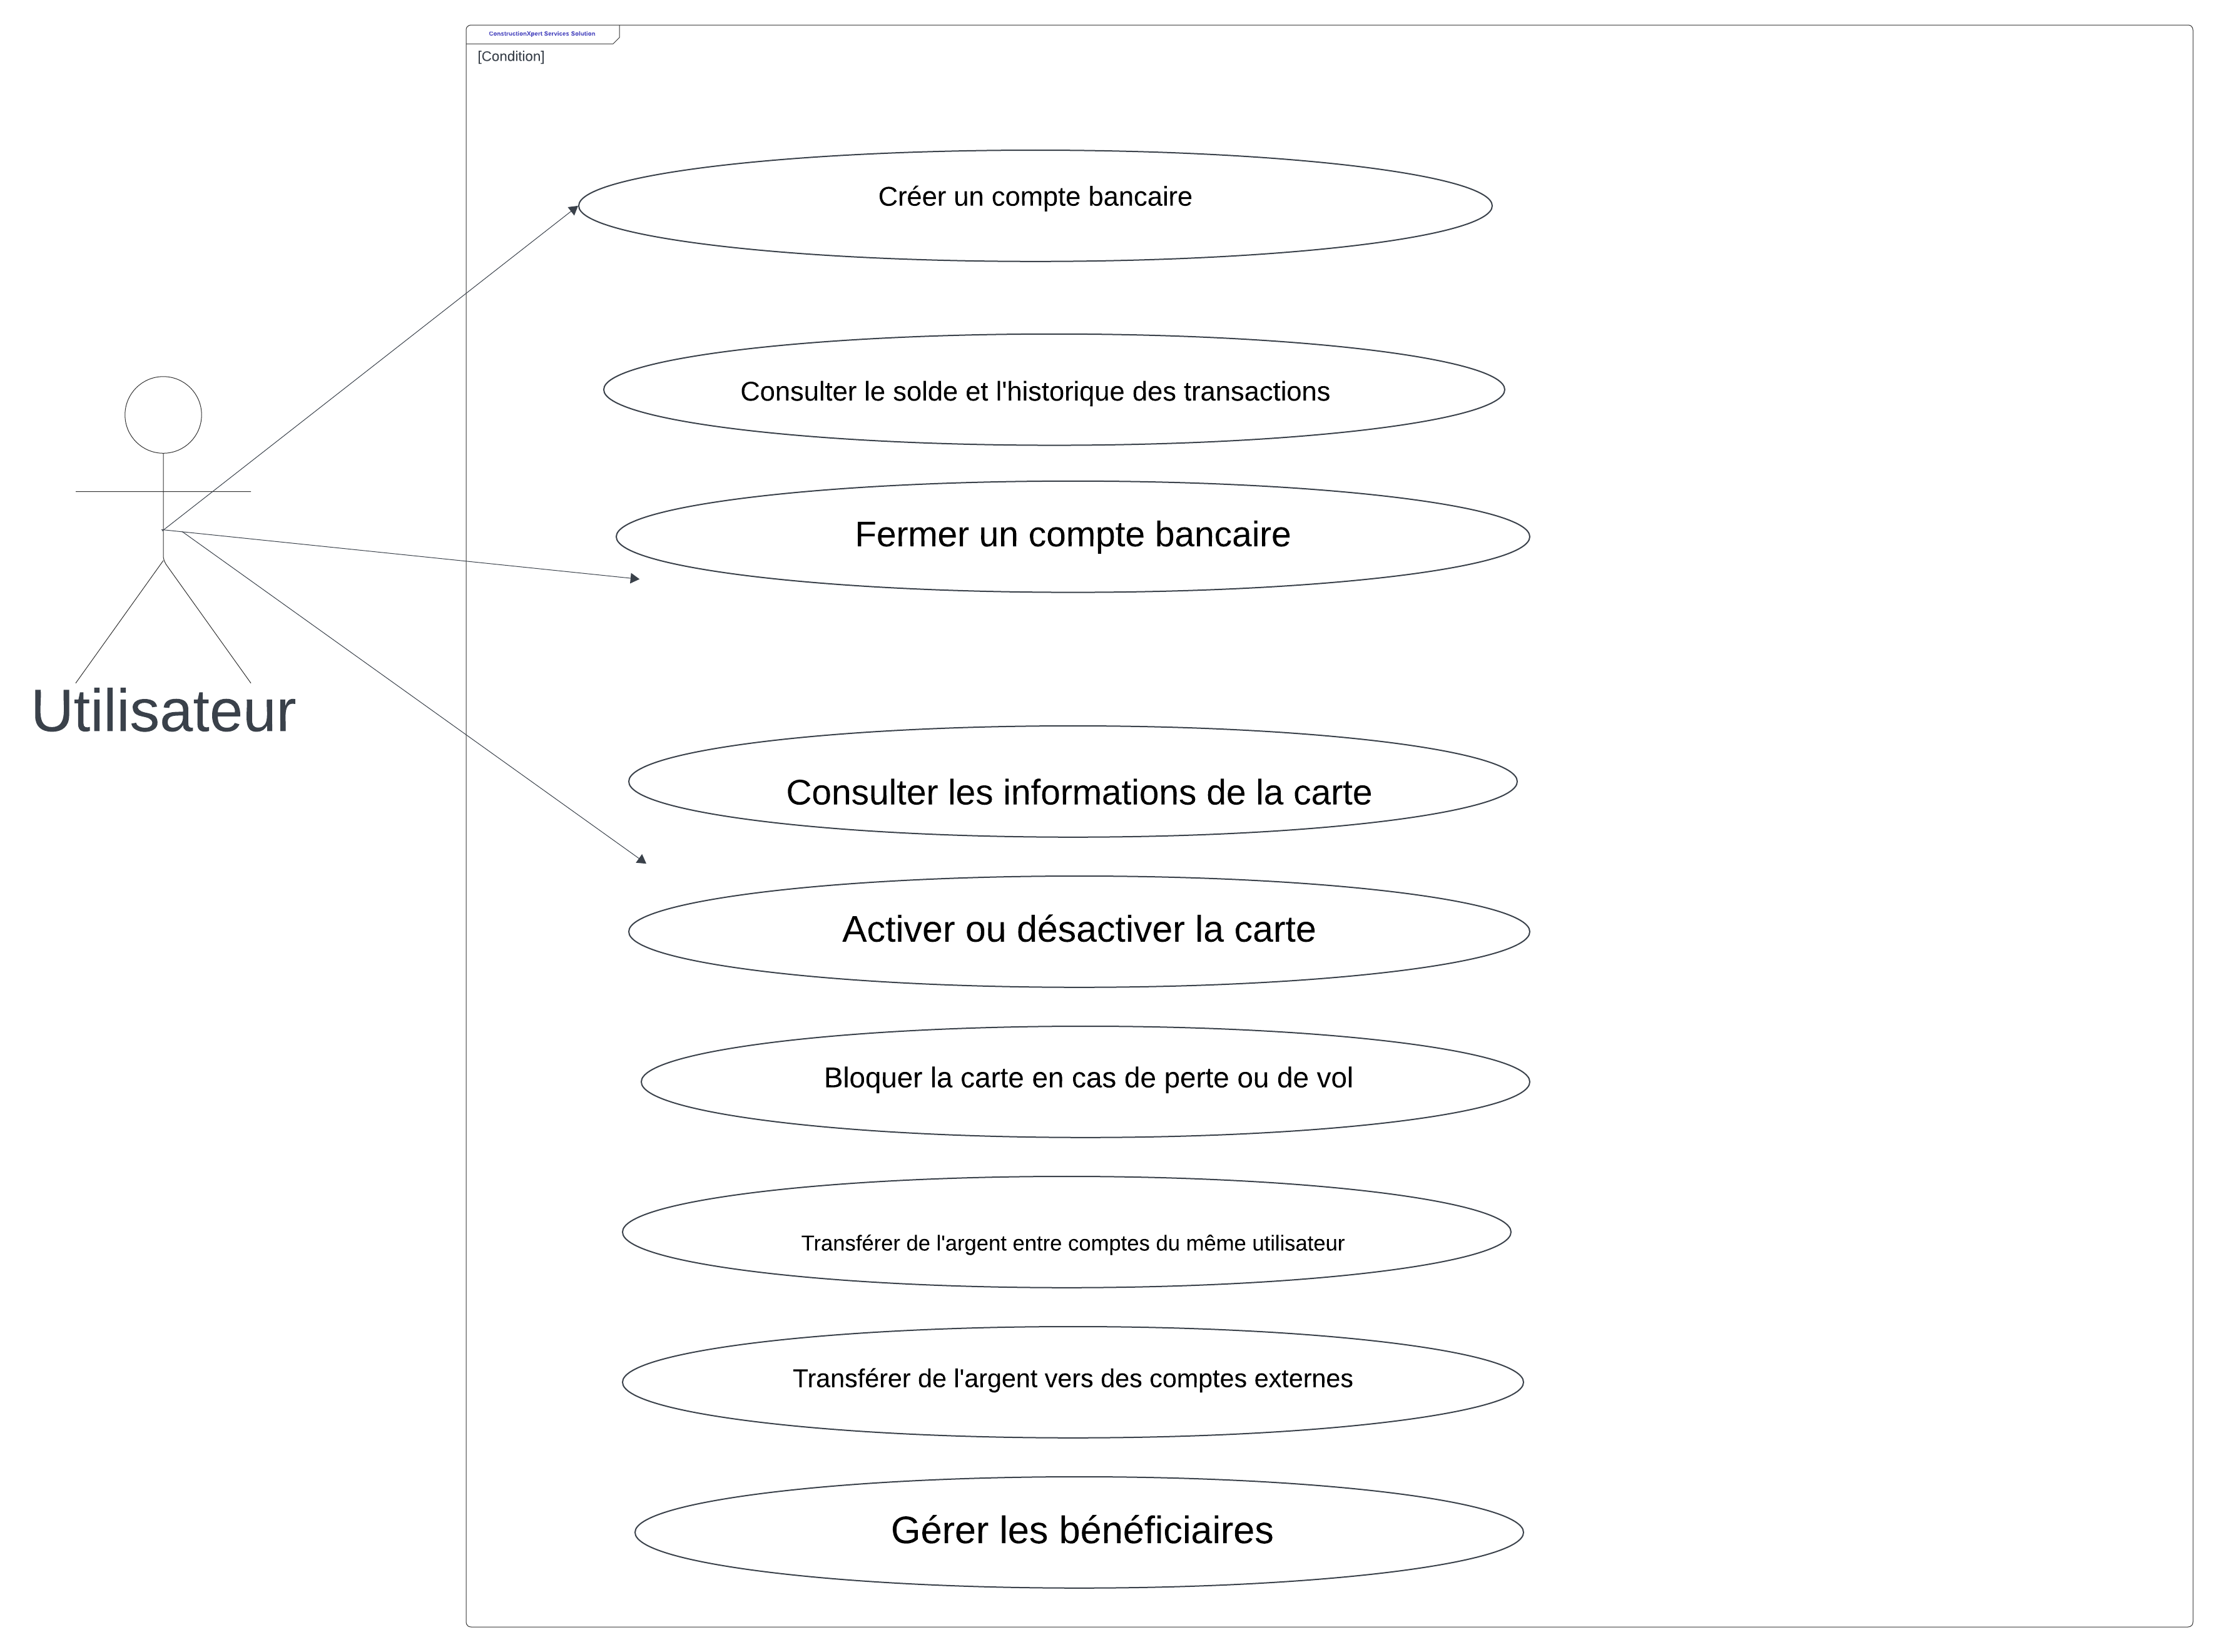 ConstructionXpert Services Solution
[Condition]
Créer un compte bancaire
Consulter le solde et l'historique des transactions
Fermer un compte bancaire
Utilisateur
Consulter les informations de la carte
Activer ou désactiver la carte
Bloquer la carte en cas de perte ou de vol
Transférer de l'argent entre comptes du même utilisateur
Transférer de l'argent vers des comptes externes
Gérer les bénéficiaires